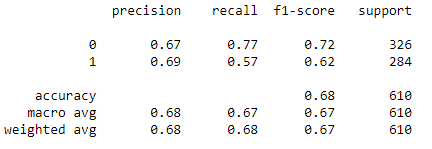 precision recall f1-score support
0 0.67 0.77 0.72 326
1 0.69 0.57 0.62 284
accuracy 0.68 610
macro avg 0.68 0.67 0.67 610
weighted avg 0.68 0.68 0.67 610